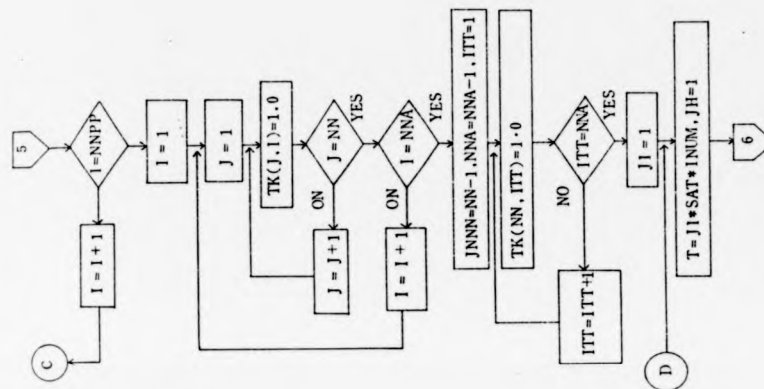 5
I=NNPP
I = I + 1
C
I = 1
J = 1
TK(J,I)=1.0
J=NN
YES
ON
J = J+1
I = NNA
YES
ON
I = I + 1
JNNN=NN-1,NNA=NNA-1,ITT=1
TK(NN,ITT)=1·0
ITT=NNA
YES
NO
ITT=ITT+1
J1 = 1
D
T=J1*SAT*1NUM,JH=1
6